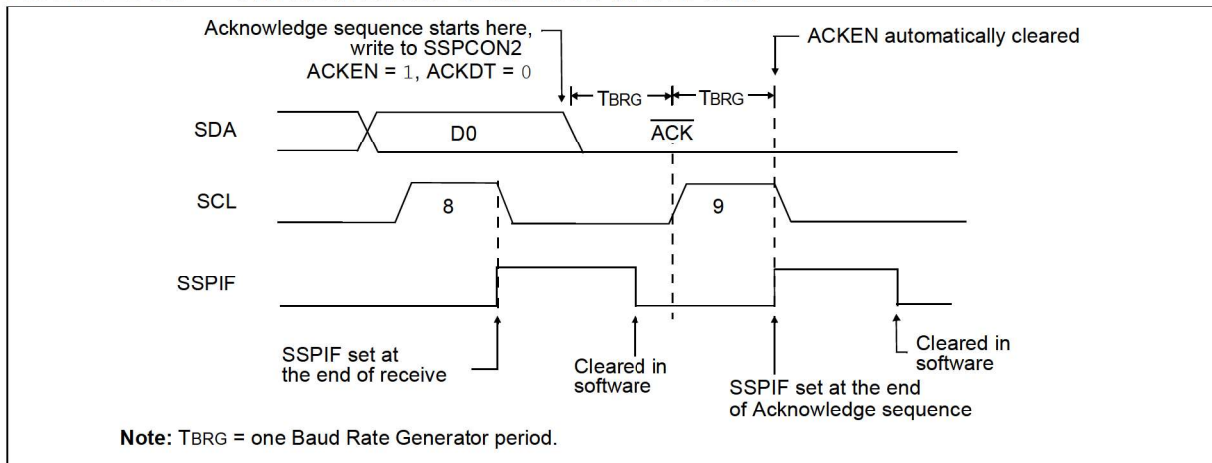 Acknowledge sequence starts here,
write to SSPCON2
ACKEN = 1, ACKDT = 0
ACKEN automatically cleared
TBRG
TBRG
SDA
D0
ACK
SCL
8
9
SSPIF
SSPIF set at
the end of receive
Cleared in
software
SSPIF set at the end
of Acknowledge sequence
Cleared in
software
Note: TBRG = one Baud Rate Generator period.